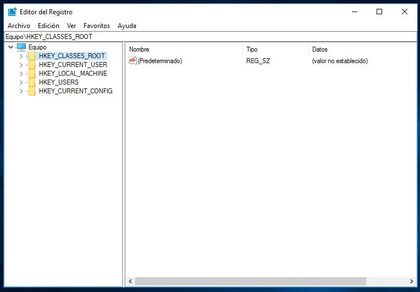 Editor del Registro
Archivo Edición Ver Favoritos Ayuda
Equipo\HKEY_CLASSES_ROOT
Equipo
HKEY_CLASSES_ROOT
HKEY_CURRENT_USER
HKEY_LOCAL_MACHINE
HKEY_USERS
HKEY_CURRENT_CONFIG
Nombre Tipo Datos
ab (Predeterminado) REG_SZ (valor no establecido)